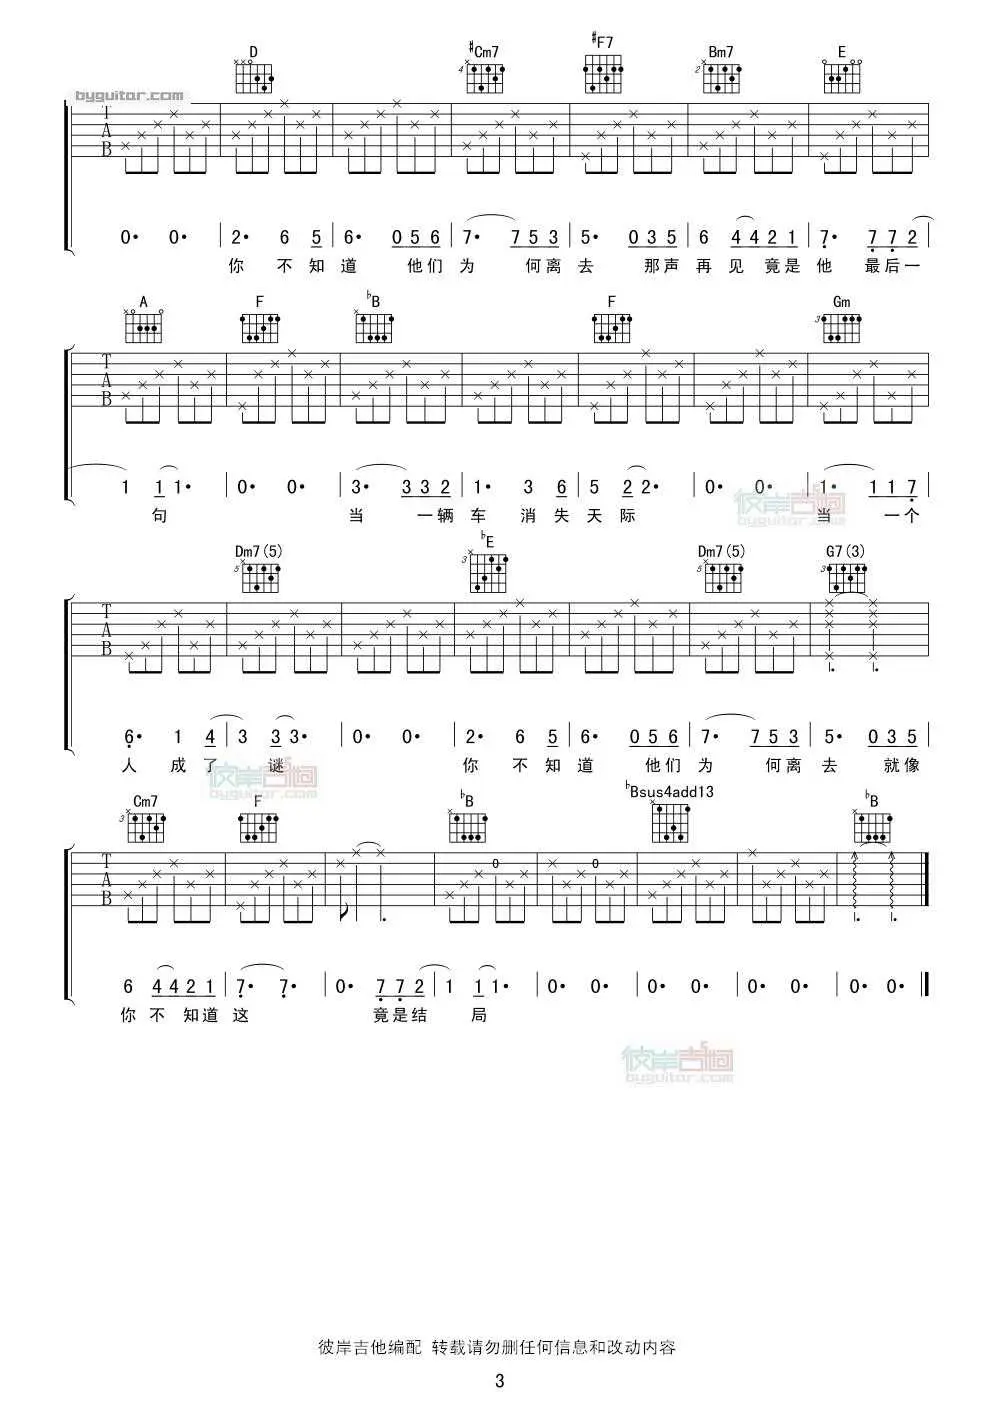 D ♯Cm7 ♯F7 Bm7 E
4 2
byguitar.com
T
A
B
0· 0· | 2· 6 5 | 6· 0 5 6 | 7· 7 5 3 | 5· 0 3 5 | 6 4 4 2 1 | 7· 7 7 2
你 不 知 道 他们 为 何离 去 那声 再 见 竟是 他 最后一
A F ♭B F Gm
3
T
A
B
1 1 1· | 0· 0· | 3· 3 3 2 | 1· 3 6 | 5 2 2· | 0· 0· | 1· 1 1 7
句 当 一辆 车 消 失 天 际 当 一 个
彼岸吉他
byguitar.com
Dm7(5) ♭E Dm7(5) G7(3)
5 3 5 3
T
A
B
6· 1 4 | 3 3 3· | 0· 0· | 2· 6 5 | 6· 0 5 6 | 7· 7 5 3 | 5· 0 3 5
人 成 了 谜 你 不 知 道 他们 为 何离 去 就像
彼岸吉他
byguitar.com
Cm7 F ♭B ♭Bsus4add13 ♭B
3
T
A
B
0 0
6 4 4 2 1 | 7· 7· | 0· 7 7 2 | 1 1 1· | 0· 0· | 0· 0· | 0· 0·
你 不 知道 这 竟是结 局
彼岸吉他
byguitar.com
彼岸吉他编配 转载请勿删任何信息和改动内容
3